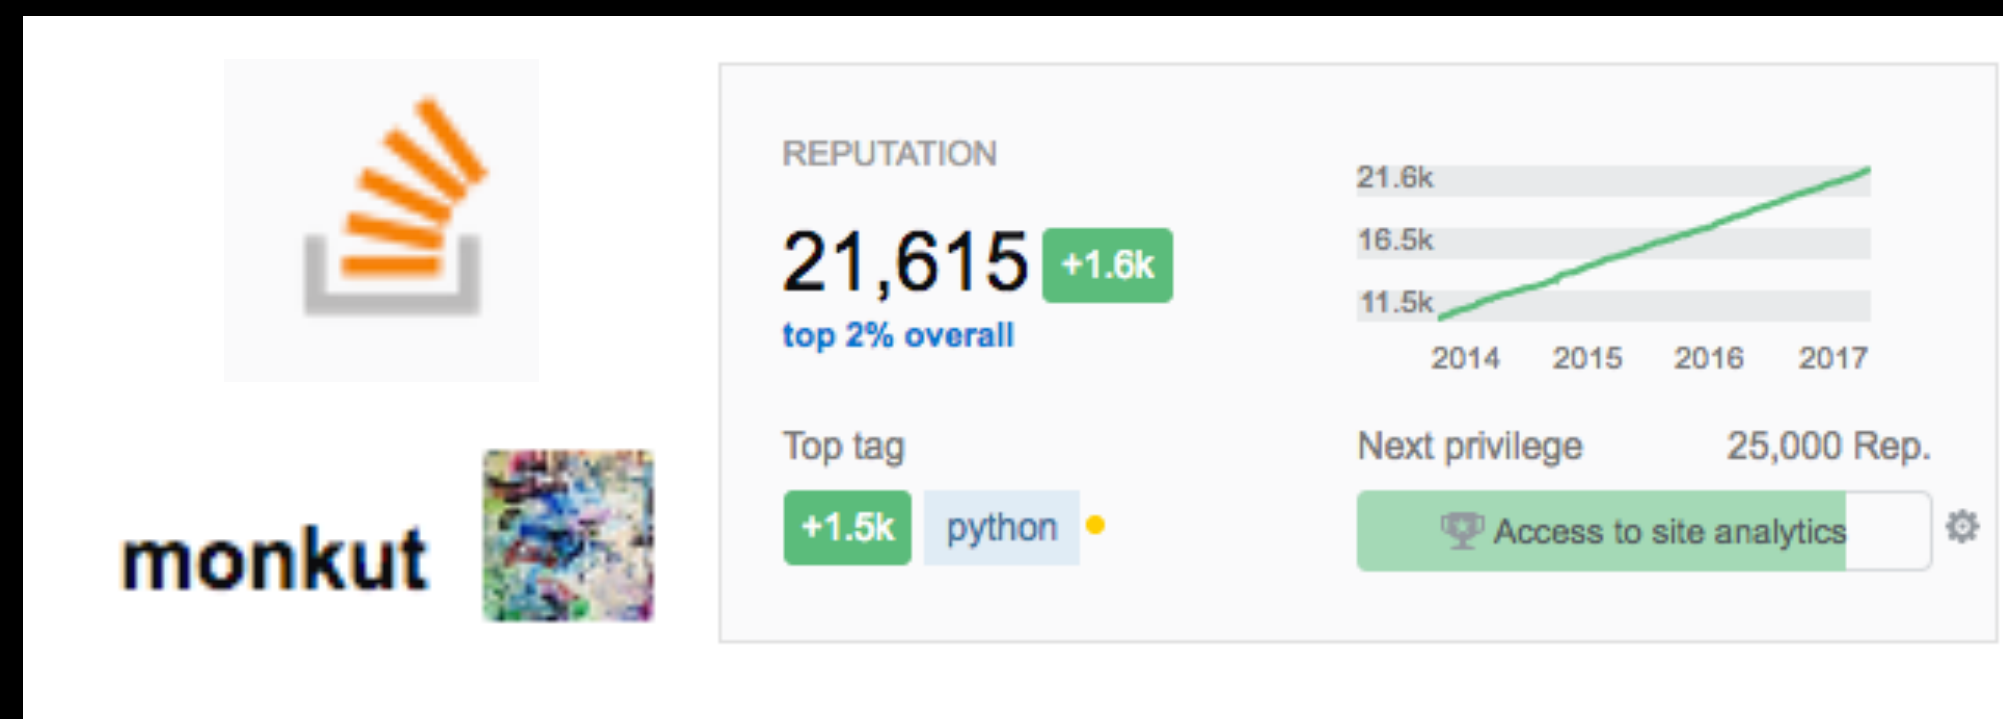 monkut
REPUTATION
21,615 +1.6k
top 2% overall
Top tag
+1.5k python
21.6k
16.5k
11.5k
2014 2015 2016 2017
Next privilege 25,000 Rep.
Access to site analytics